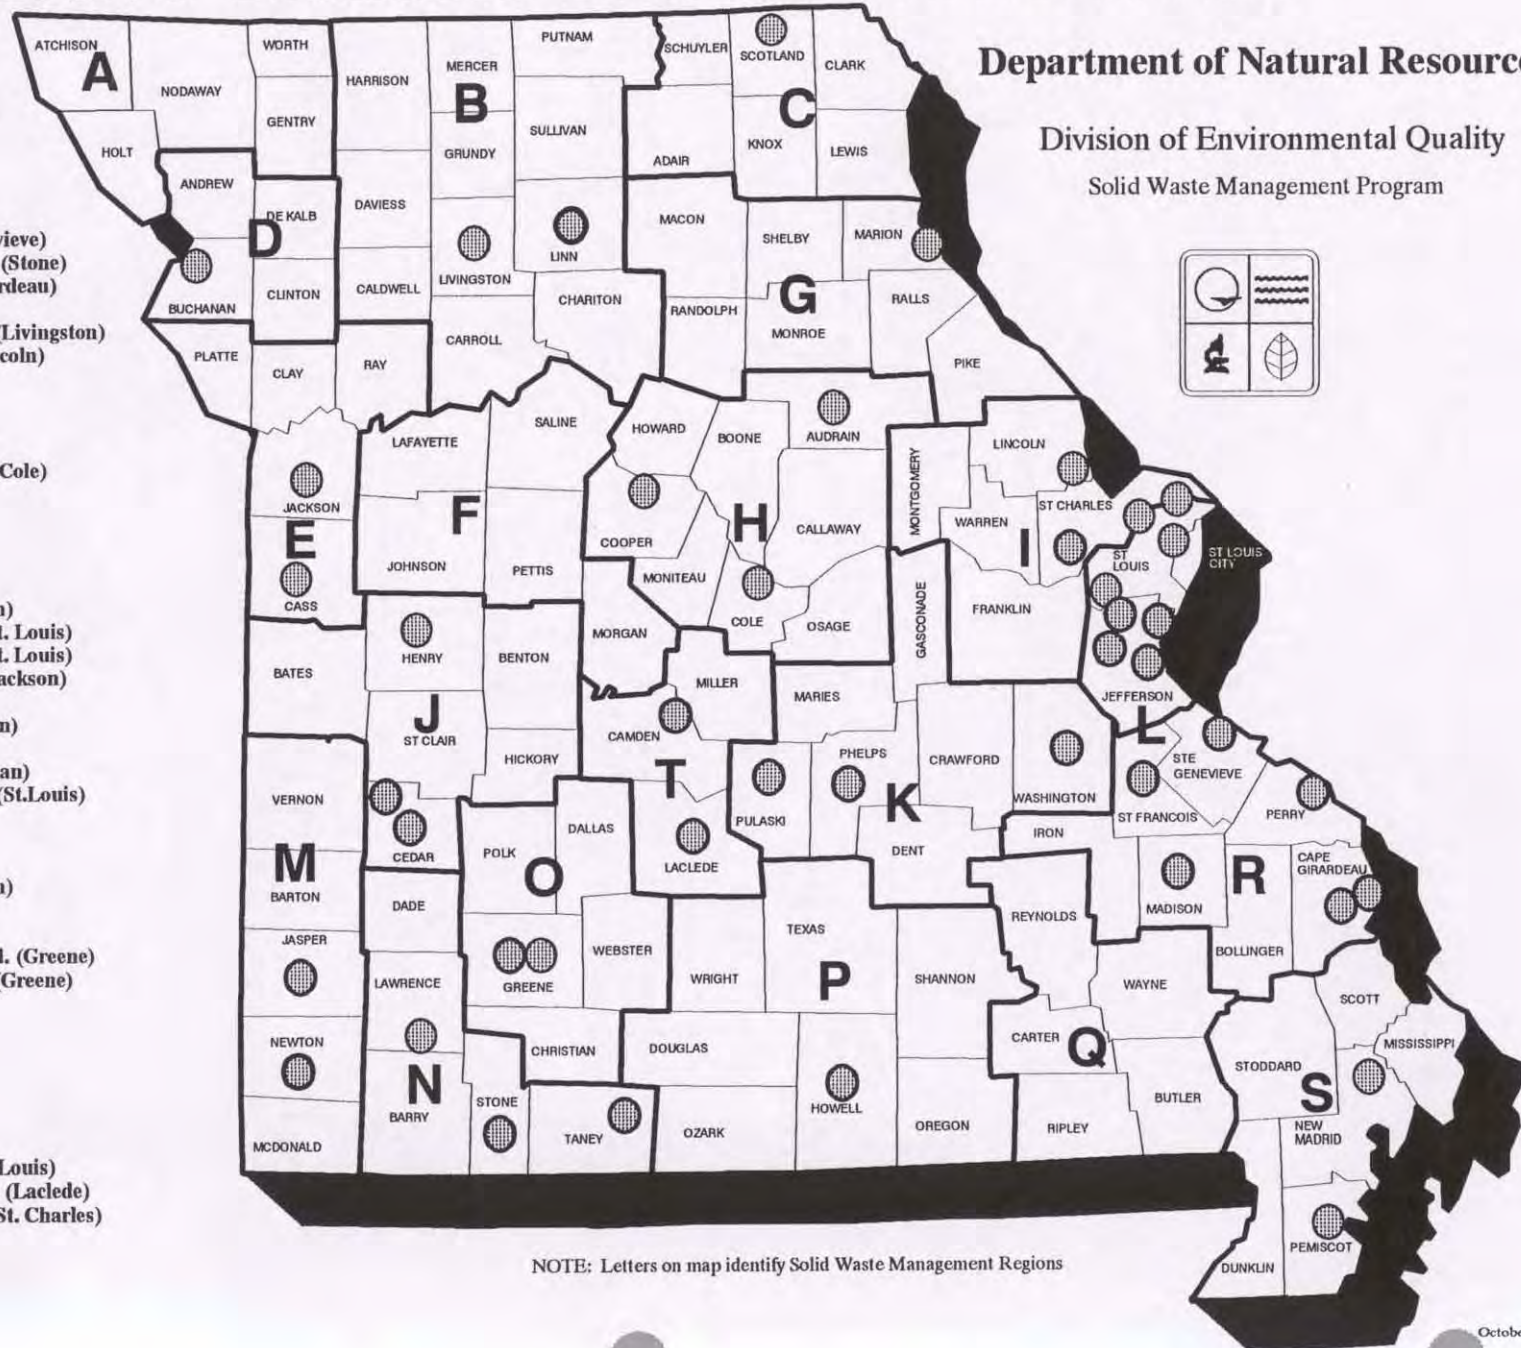 Department of Natural Resourc
Division of Environmental Quality
Solid Waste Management Program
vieve)
(Stone)
rdeau)
(Livingston)
coln)
Cole)
n)
t. Louis)
t. Louis)
ackson)
n)
an)
(St.Louis)
n)
l. (Greene)
(Greene)
Louis)
(Laclede)
St. Charles)
ATCHISON
A
NODAWAY
WORTH
GENTRY
HOLT
HARRISON
MERCER
B
GRUNDY
PUTNAM
SULLIVAN
SCHUYLER
SCOTLAND
CLARK
C
ADAIR
KNOX
LEWIS
ANDREW
DE KALB
D
BUCHANAN
CLINTON
DAVIESS
CALDWELL
LIVINGSTON
LINN
CHARITON
CARROLL
MACON
SHELBY
MARION
RANDOLPH
G
MONROE
RALLS
PIKE
PLATTE
CLAY
RAY
JACKSON
E
CASS
LAFAYETTE
SALINE
F
JOHNSON
PETTIS
HOWARD
BOONE
AUDRAIN
COOPER
H
CALLAWAY
MONITEAU
COLE
OSAGE
MONTGOMERY
LINCOLN
WARREN
ST CHARLES
I
FRANKLIN
GASCONADE
ST
LOUIS
ST LOUIS
CITY
JEFFERSON
L
BATES
HENRY
BENTON
J
ST CLAIR
HICKORY
CEDAR
MORGAN
MILLER
CAMDEN
T
LACLEDE
MARIES
PHELPS
PULASKI
K
CRAWFORD
DENT
WASHINGTON
ST FRANCOIS
STE
GENEVIEVE
PERRY
IRON
REYNOLDS
MADISON
R
CAPE
GIRARDEAU
BOLLINGER
VERNON
M
BARTON
JASPER
NEWTON
MCDONALD
DADE
LAWRENCE
N
BARRY
STONE
TANEY
POLK
O
DALLAS
GREENE
WEBSTER
CHRISTIAN
WRIGHT
TEXAS
P
SHANNON
DOUGLAS
OZARK
HOWELL
OREGON
WAYNE
CARTER
Q
RIPLEY
BUTLER
SCOTT
MISSISSIPPI
STODDARD
S
NEW
MADRID
PEMISCOT
DUNKLIN
NOTE: Letters on map identify Solid Waste Management Regions
Octobe